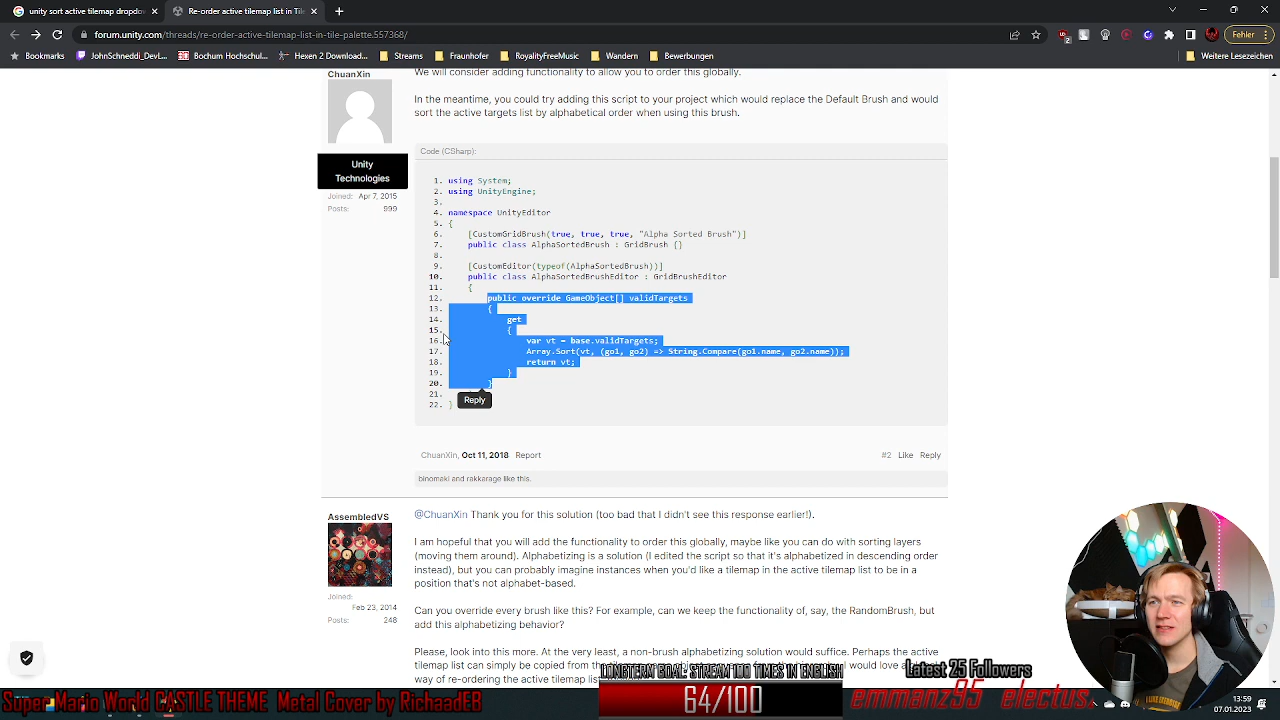 unity sort tilemap dropdo
Re-order active tilemap list in Tile
forum.unity.com/threads/re-order-active-tilemap-list.557368/
Fehler
Bookmarks
JohnSchneddi_Devl...
Bochum Hochschul...
Hexen 2 Download...
Streams
Fraunhofer
Royaltyfreemusic
Wandern
Bewerbungen
Weitere Lesezeichen
ChuanXin
We will consider adding functionality to allow you to order this globally.
In the meantime, you could try adding this script to your project which would replace the Default Brush and would
sort the active targets list by alphabetical order when using this brush.
Unity
Technologies
Joined: Apr 7, 2015
Posts: 999
Code (CSharp):
1. using System;
2. using UnityEngine;
3.
4. namespace UnityEditor
5. {
6. [CustomGridBrush(true, true, true, "Alpha Sorted Brush")]
7. public class AlphaSortedBrush : GridBrush {}
8.
9. [CustomEditor(typeof(AlphaSortedBrush))]
10. public class AlphaSortedBrushEditor : GridBrushEditor
11. {
12. public override GameObject[] validTargets
13. {
14. get
15. {
16. var vt = base.validTargets;
17. Array.Sort(vt, (go1, go2) => String.Compare(go1.name, go2.name));
18. return vt;
19. }
20. }
21.
22. }
Reply
ChuanXin, Oct 11, 2018 Report
#2 Like Reply
binomaki and rakkarage like this.
AssembledVS
@ChuanXin Thank you for this solution (too bad that I didn't see this response earlier!).
I am hopeful that you will add the functionality to order this globally, maybe like you can do with sorting layers
(moving them around). Alphabetizing is a solution (I edited the script so that it's alphabetized in descending order
instead), but you can probably imagine instances when you'd like a tilemap in the active tilemap list to be in a
position that's not alphabet-based.
Joined:
Feb 23, 2014
Posts: 248
Can you override every brush like this? For example, can we keep the functionality of, say, the RandomBrush, but
add this alphabetizing behavior?
Please, look into this more. At the very least, a non-brush alphabetized solution would suffice. Perhaps the active
tilemap list can simply be copied from th
would love a
way of re-ordering the active tilemap lis
LONGTERM GOAL: STREAM 100 TIMES IN ENGLISH
64/100
Latest 25 Followers
emmanz95 electus
Super Mario World CASTLE THEME Metal Cover by RichaadEB
13:59
07.01.2023